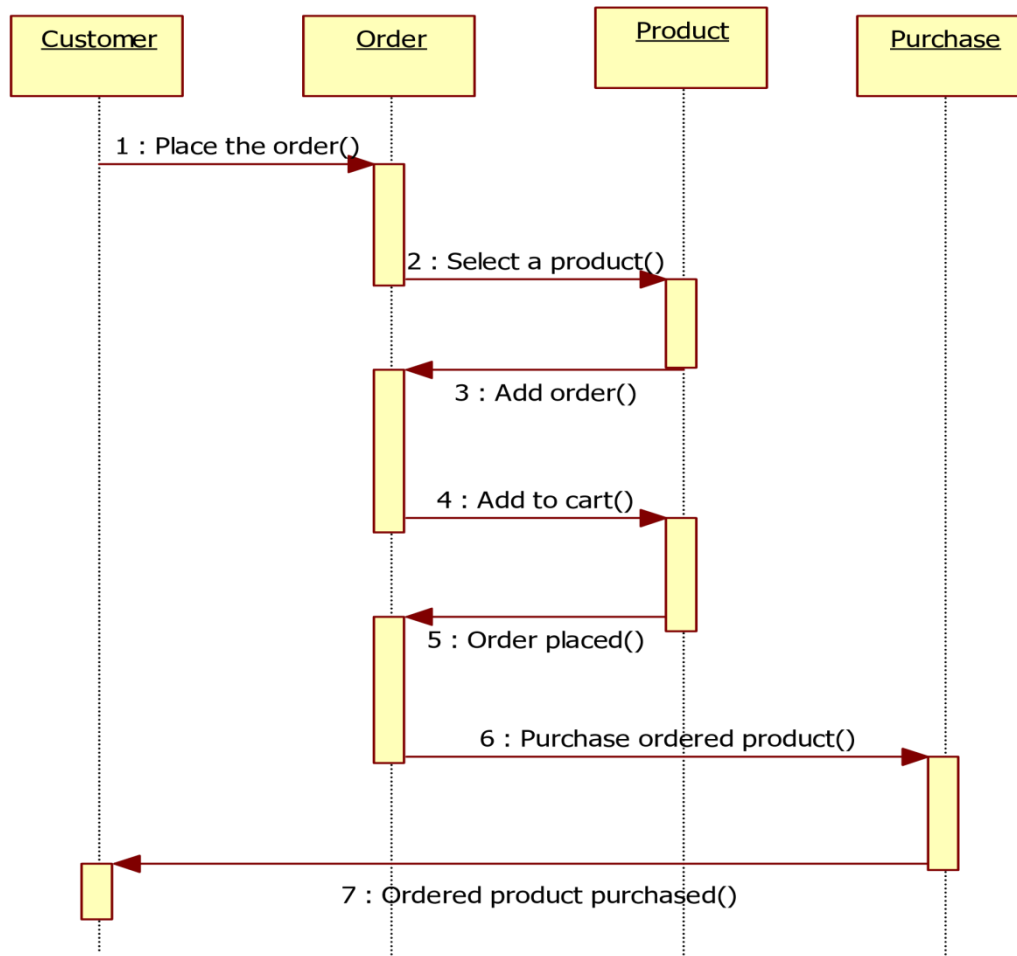 Customer
Order
Product
Purchase
1 : Place the order()
2 : Select a product()
3 : Add order()
4 : Add to cart()
5 : Order placed()
6 : Purchase ordered product()
7 : Ordered product purchased()